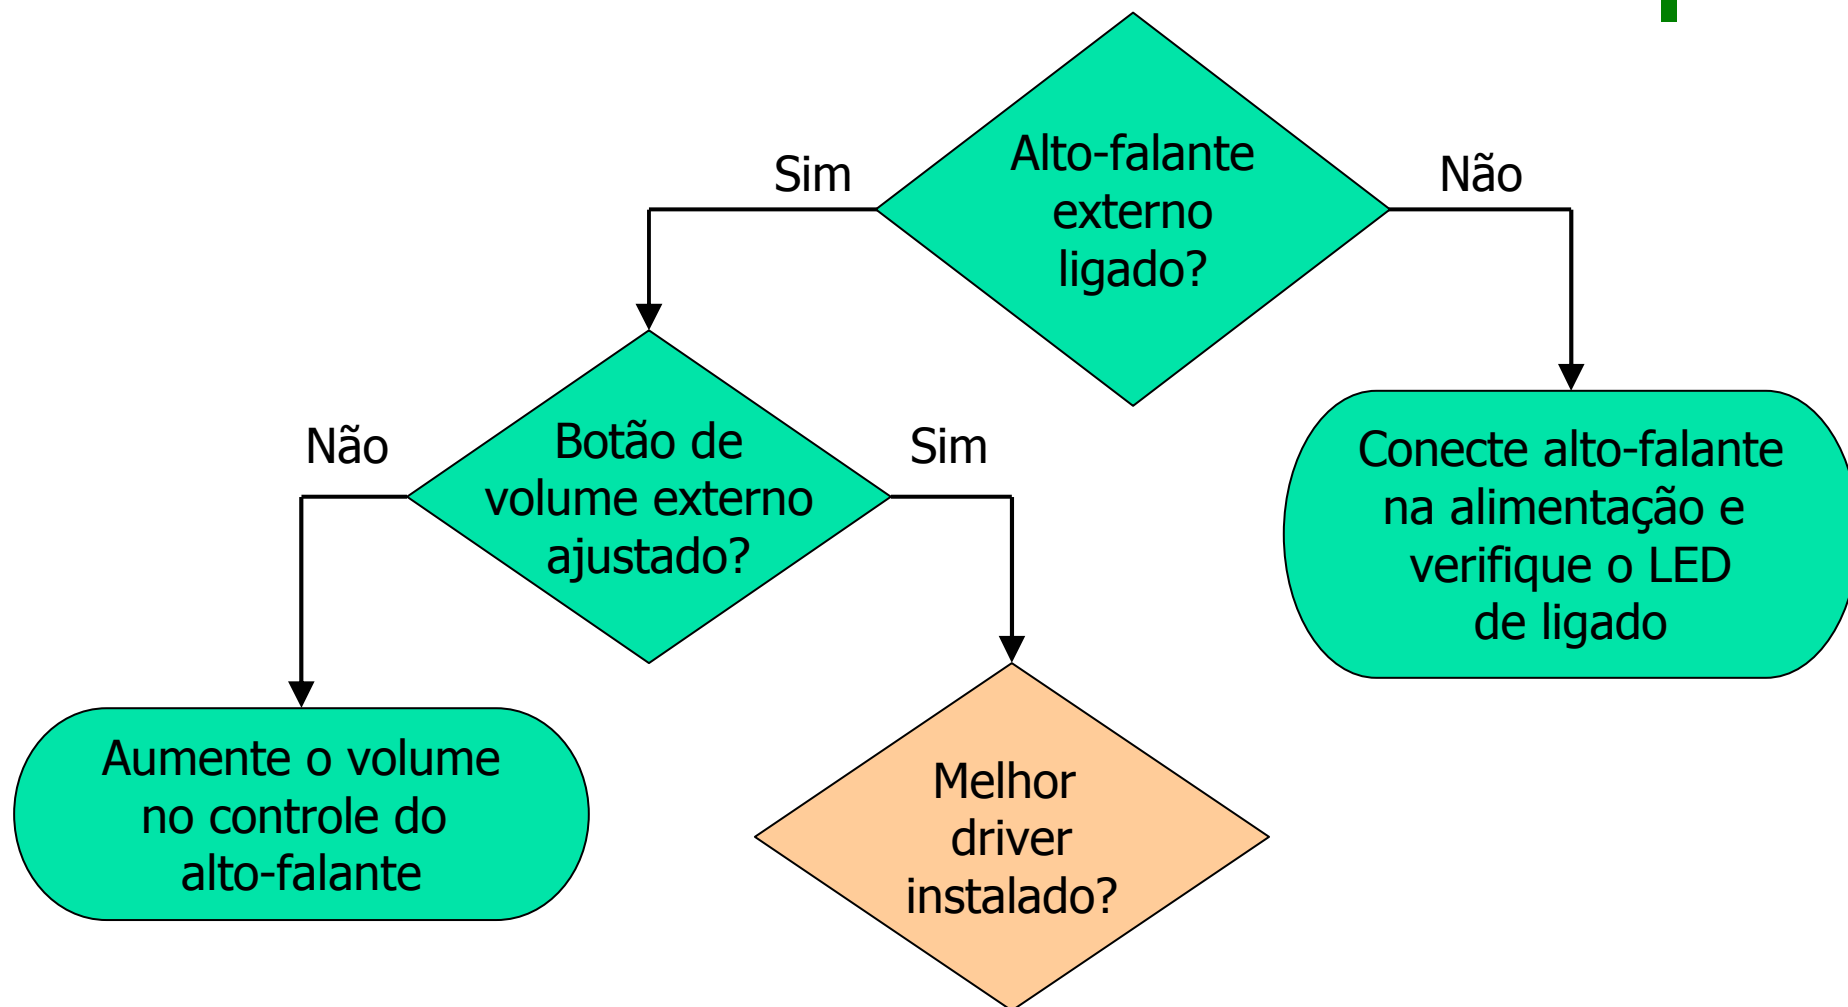 Alto-falante
externo
ligado?
Sim
Não
Botão de
volume externo
ajustado?
Não
Sim
Conecte alto-falante
na alimentação e
verifique o LED
de ligado
Aumente o volume
no controle do
alto-falante
Melhor
driver
instalado?